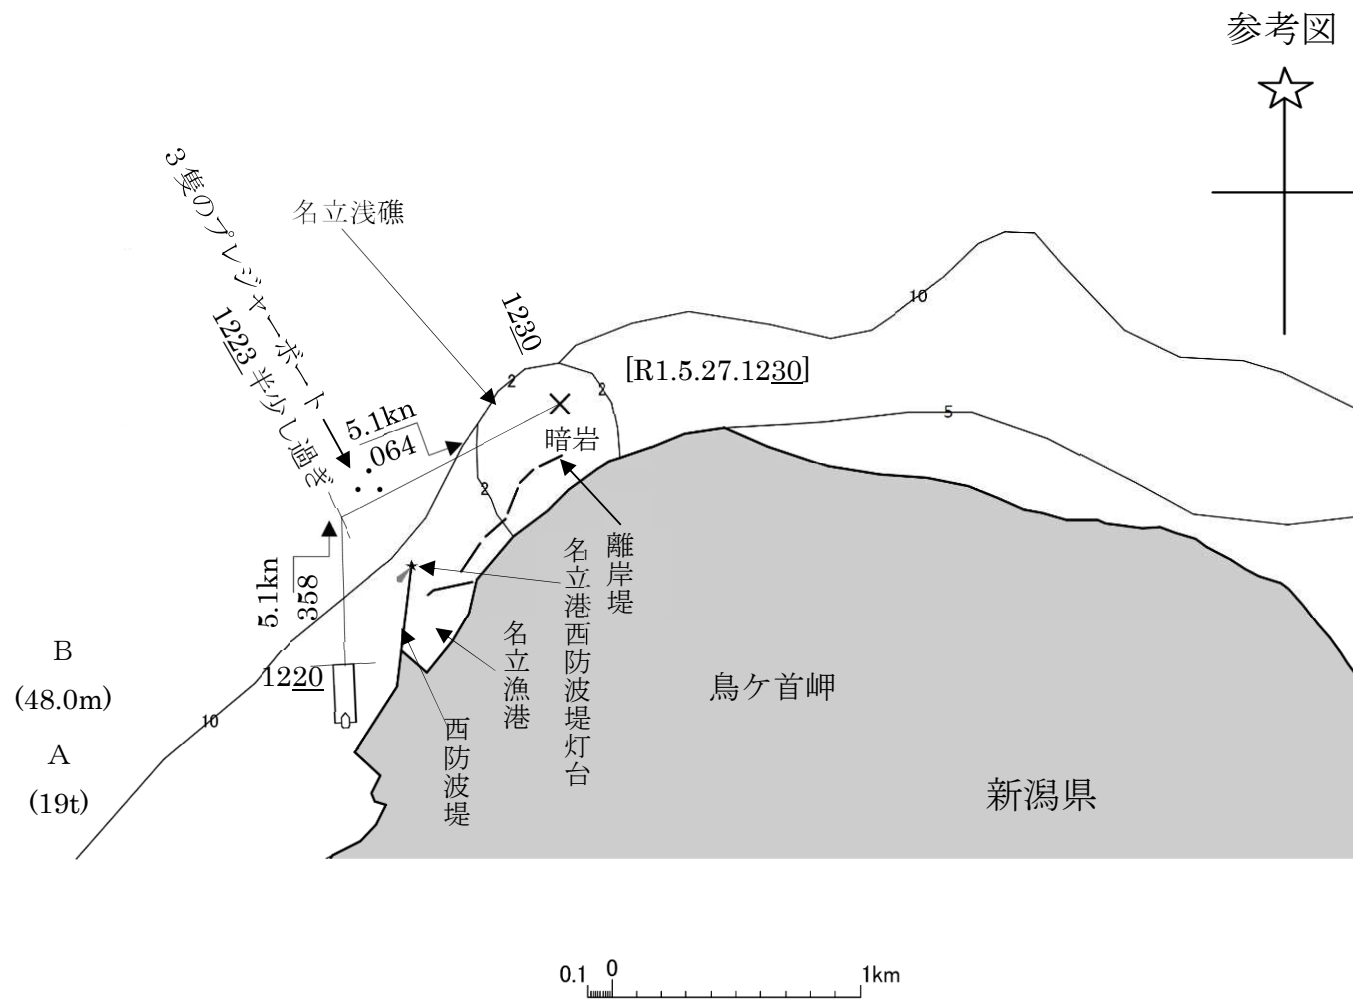 参考図
3隻のプレジャーボート
名立浅礁
1230
10
[R1.5.27.1230]
2
2
1223半少し過ぎ
5.1kn
064
暗岩
5
2
離岸堤
名立港西防波堤灯台
5.1kn
358
名立漁港
B
(48.0m)
1220
10
西防波堤
鳥ケ首岬
A
(19t)
新潟県
0.1 0 1km